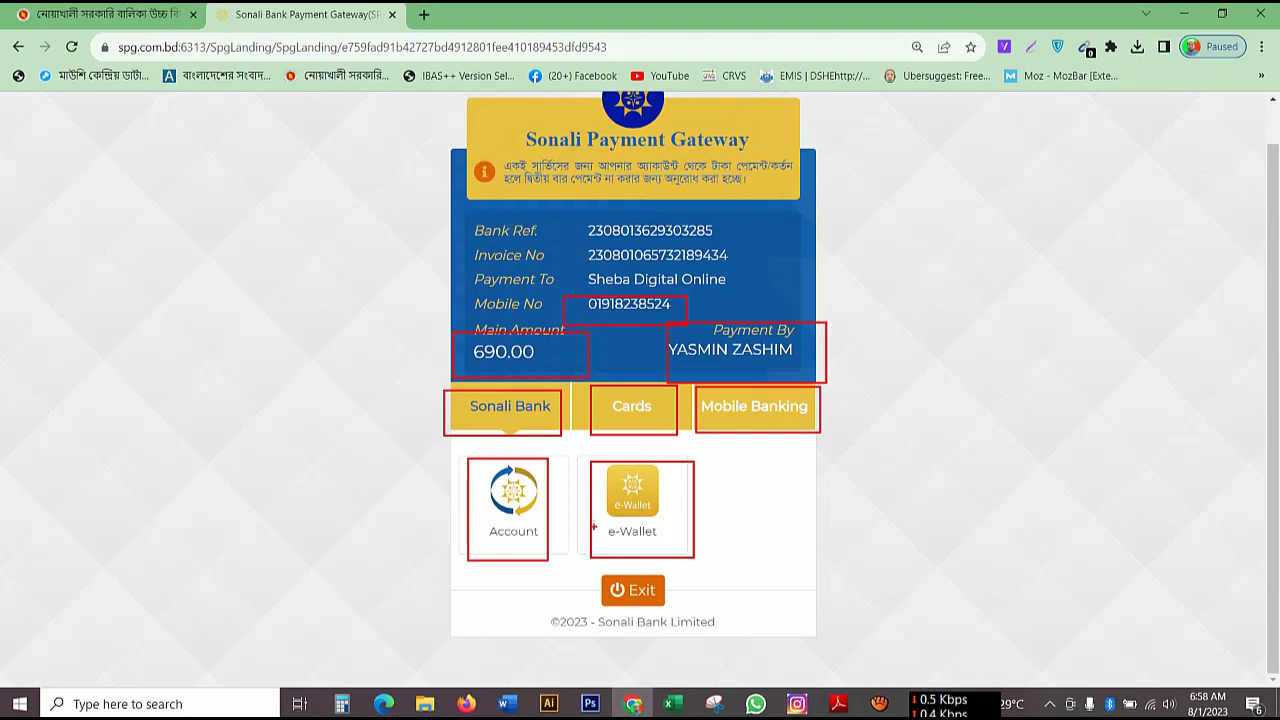 নোয়াখালী সরকারি বালিকা উচ্চ বি
Sonali Bank Payment Gateway(SP
spg.com.bd:6313/SpgLanding/SpgLanding/e759fad91b42727bd4912801fee410189453dfd9543
Paused
মাউশি কেন্দ্রিয় ডাটা...
বাংলাদেশের সংবাদ...
নোয়াখালী সরকারি...
IBAS++ Version Sel...
(20+) Facebook
YouTube
CRVS
EMIS | DSHEhttp://...
Ubersuggest: Free...
Moz - MozBar [Exte...
»
Sonali Payment Gateway
একই সার্ভিসের জন্য আপনার অ্যাকাউন্ট থেকে টাকা পেমেন্ট/কর্তন
হলে দ্বিতীয় বার পেমেন্ট না করার জন্য অনুরোধ করা হচ্ছে।
Bank Ref. 2308013629303285
Invoice No 230801065732189434
Payment To Sheba Digital Online
Mobile No 01918238524
Main Amount Payment By
690.00 YASMIN ZASHIM
Sonali Bank Cards Mobile Banking
e-Wallet
Account e-Wallet
Exit
©2023 - Sonali Bank Limited
Type here to search
0.5 Kbps
0.4 Kbps
29°C
6:58 AM
8/1/2023
6